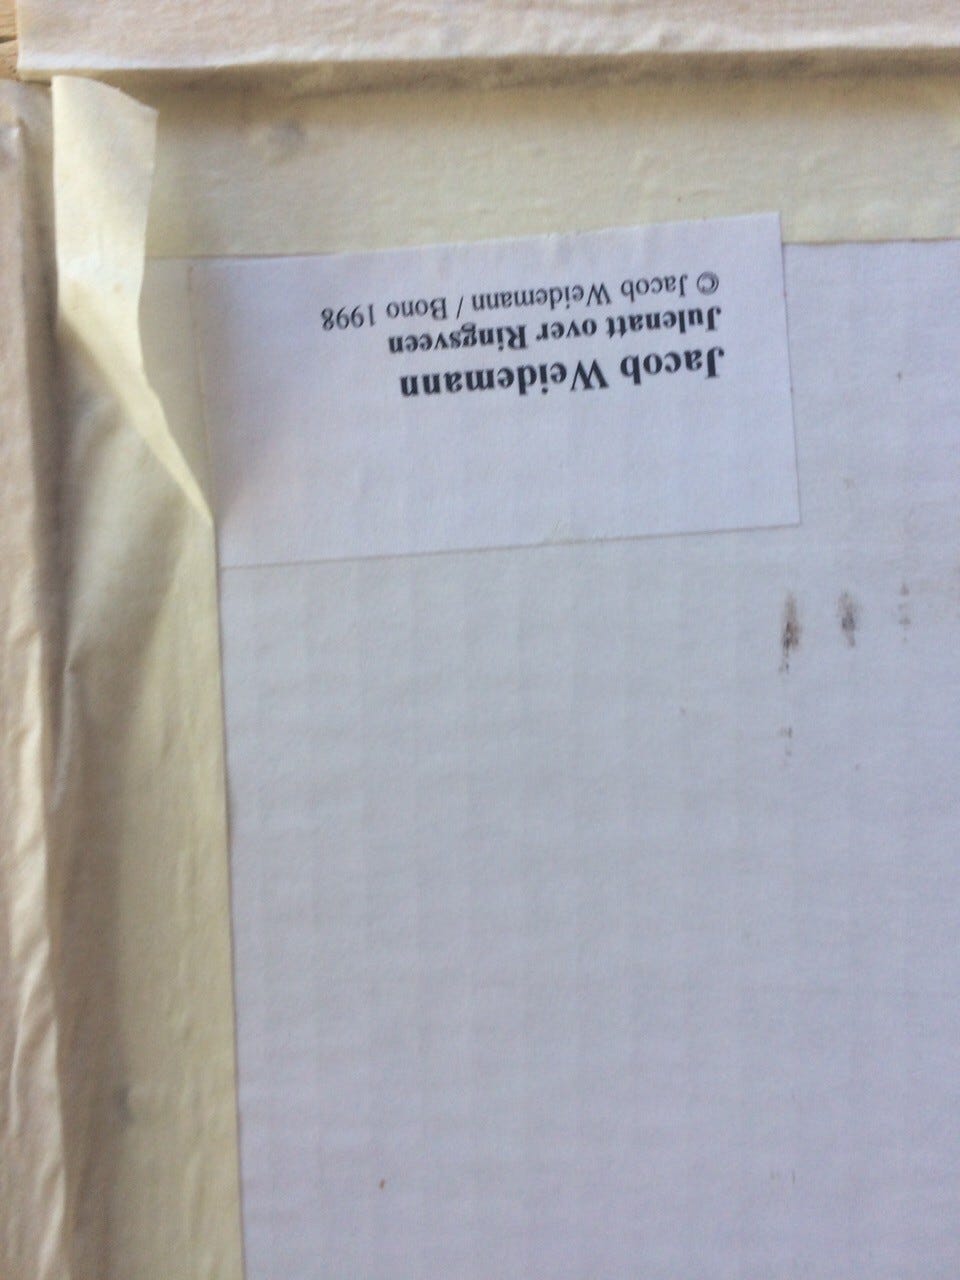 Jacob Weidemann
Julenatt over Ringsveen
© Jacob Weidemann / Bono 1998